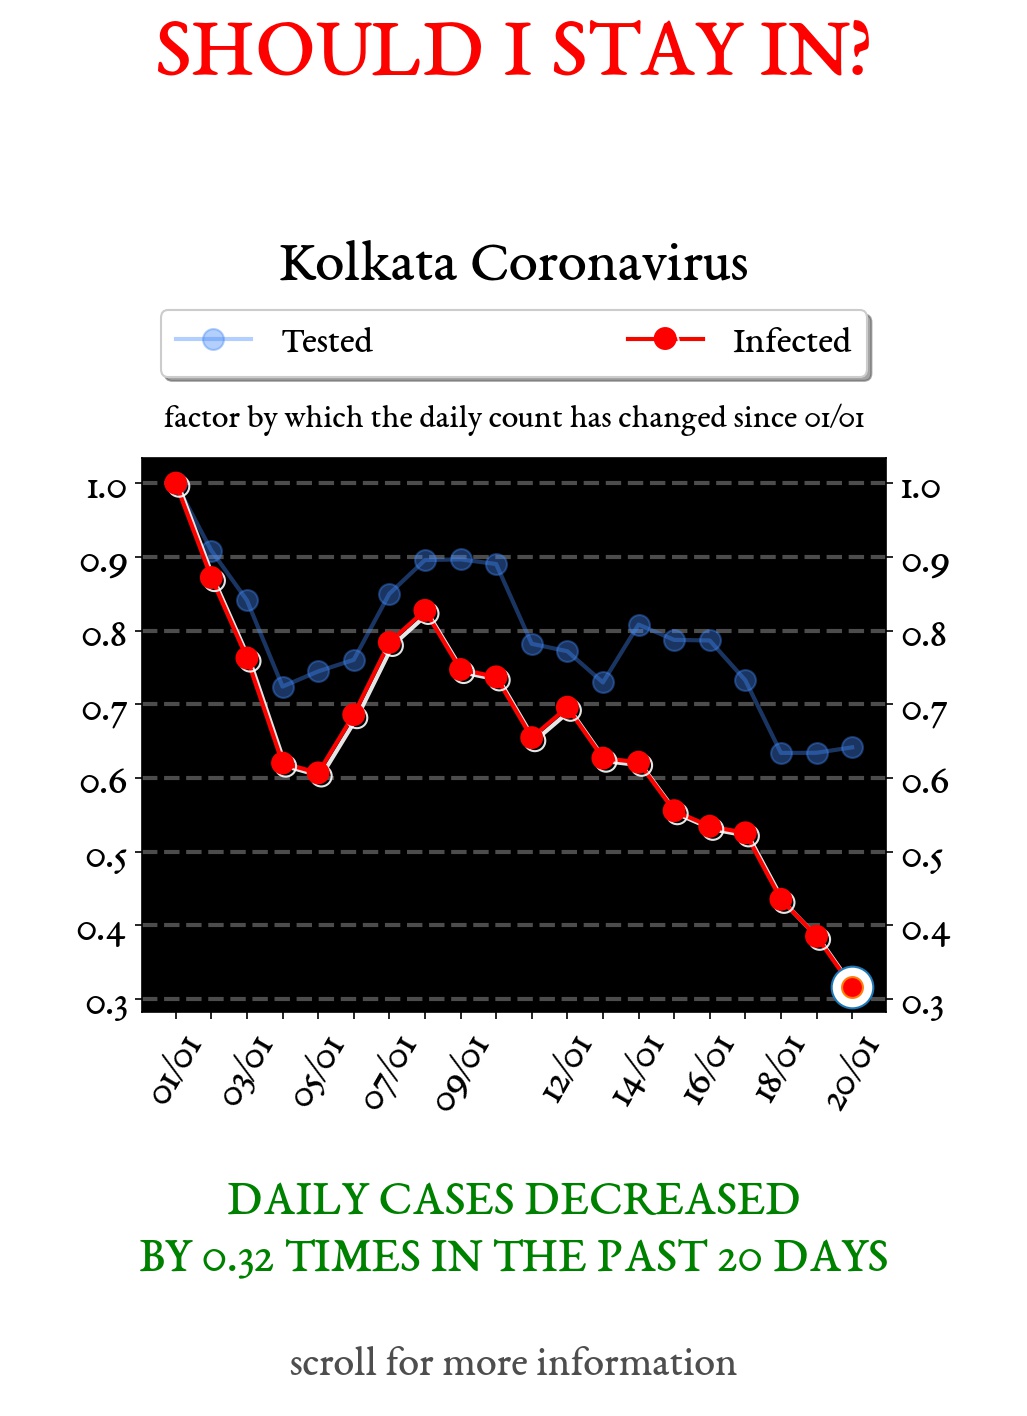 SHOULD I STAY IN?
Kolkata Coronavirus
Tested Infected
factor by which the daily count has changed since 01/01
1.0 1.0
0.9 0.9
0.8 0.8
0.7 0.7
0.6 0.6
0.5 0.5
0.4 0.4
0.3 0.3
01/01 03/01 05/01 07/01 09/01 12/01 14/01 16/01 18/01 20/01
DAILY CASES DECREASED
BY 0.32 TIMES IN THE PAST 20 DAYS
scroll for more information